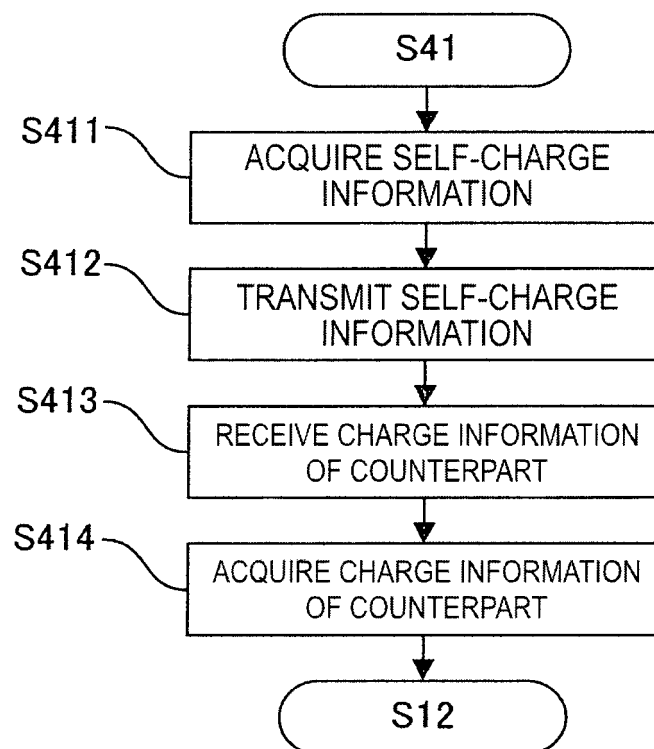 S41
S411
ACQUIRE SELF-CHARGE
INFORMATION
S412
TRANSMIT SELF-CHARGE
INFORMATION
S413
RECEIVE CHARGE INFORMATION
OF COUNTERPART
S414
ACQUIRE CHARGE INFORMATION
OF COUNTERPART
S12